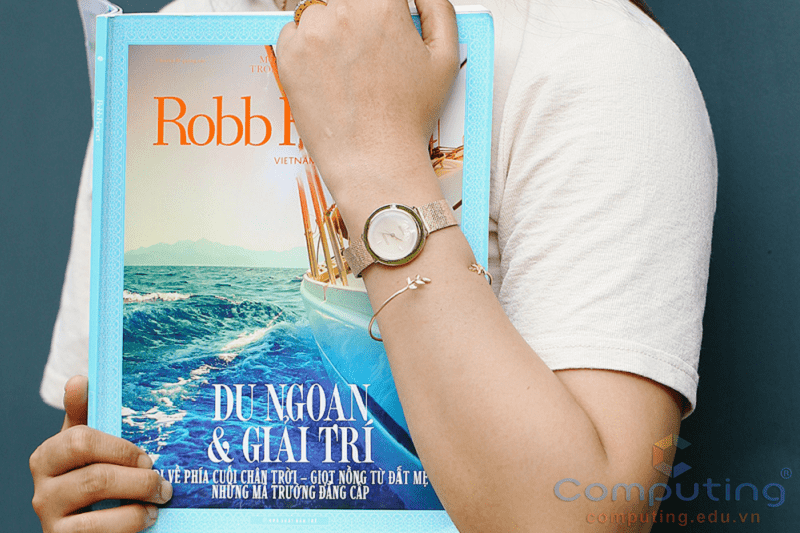 Robb
VIETNAM
DU NGOẠN
& GIẢI TRÍ
VỀ PHÍA CUỐI CHÂN TRỜI – GIỌT NỒNG TỪ ĐẤT MẸ
NHỮNG MÃ TRƯỜNG ĐẲNG CẤP
Computing®
computing.edu.vn